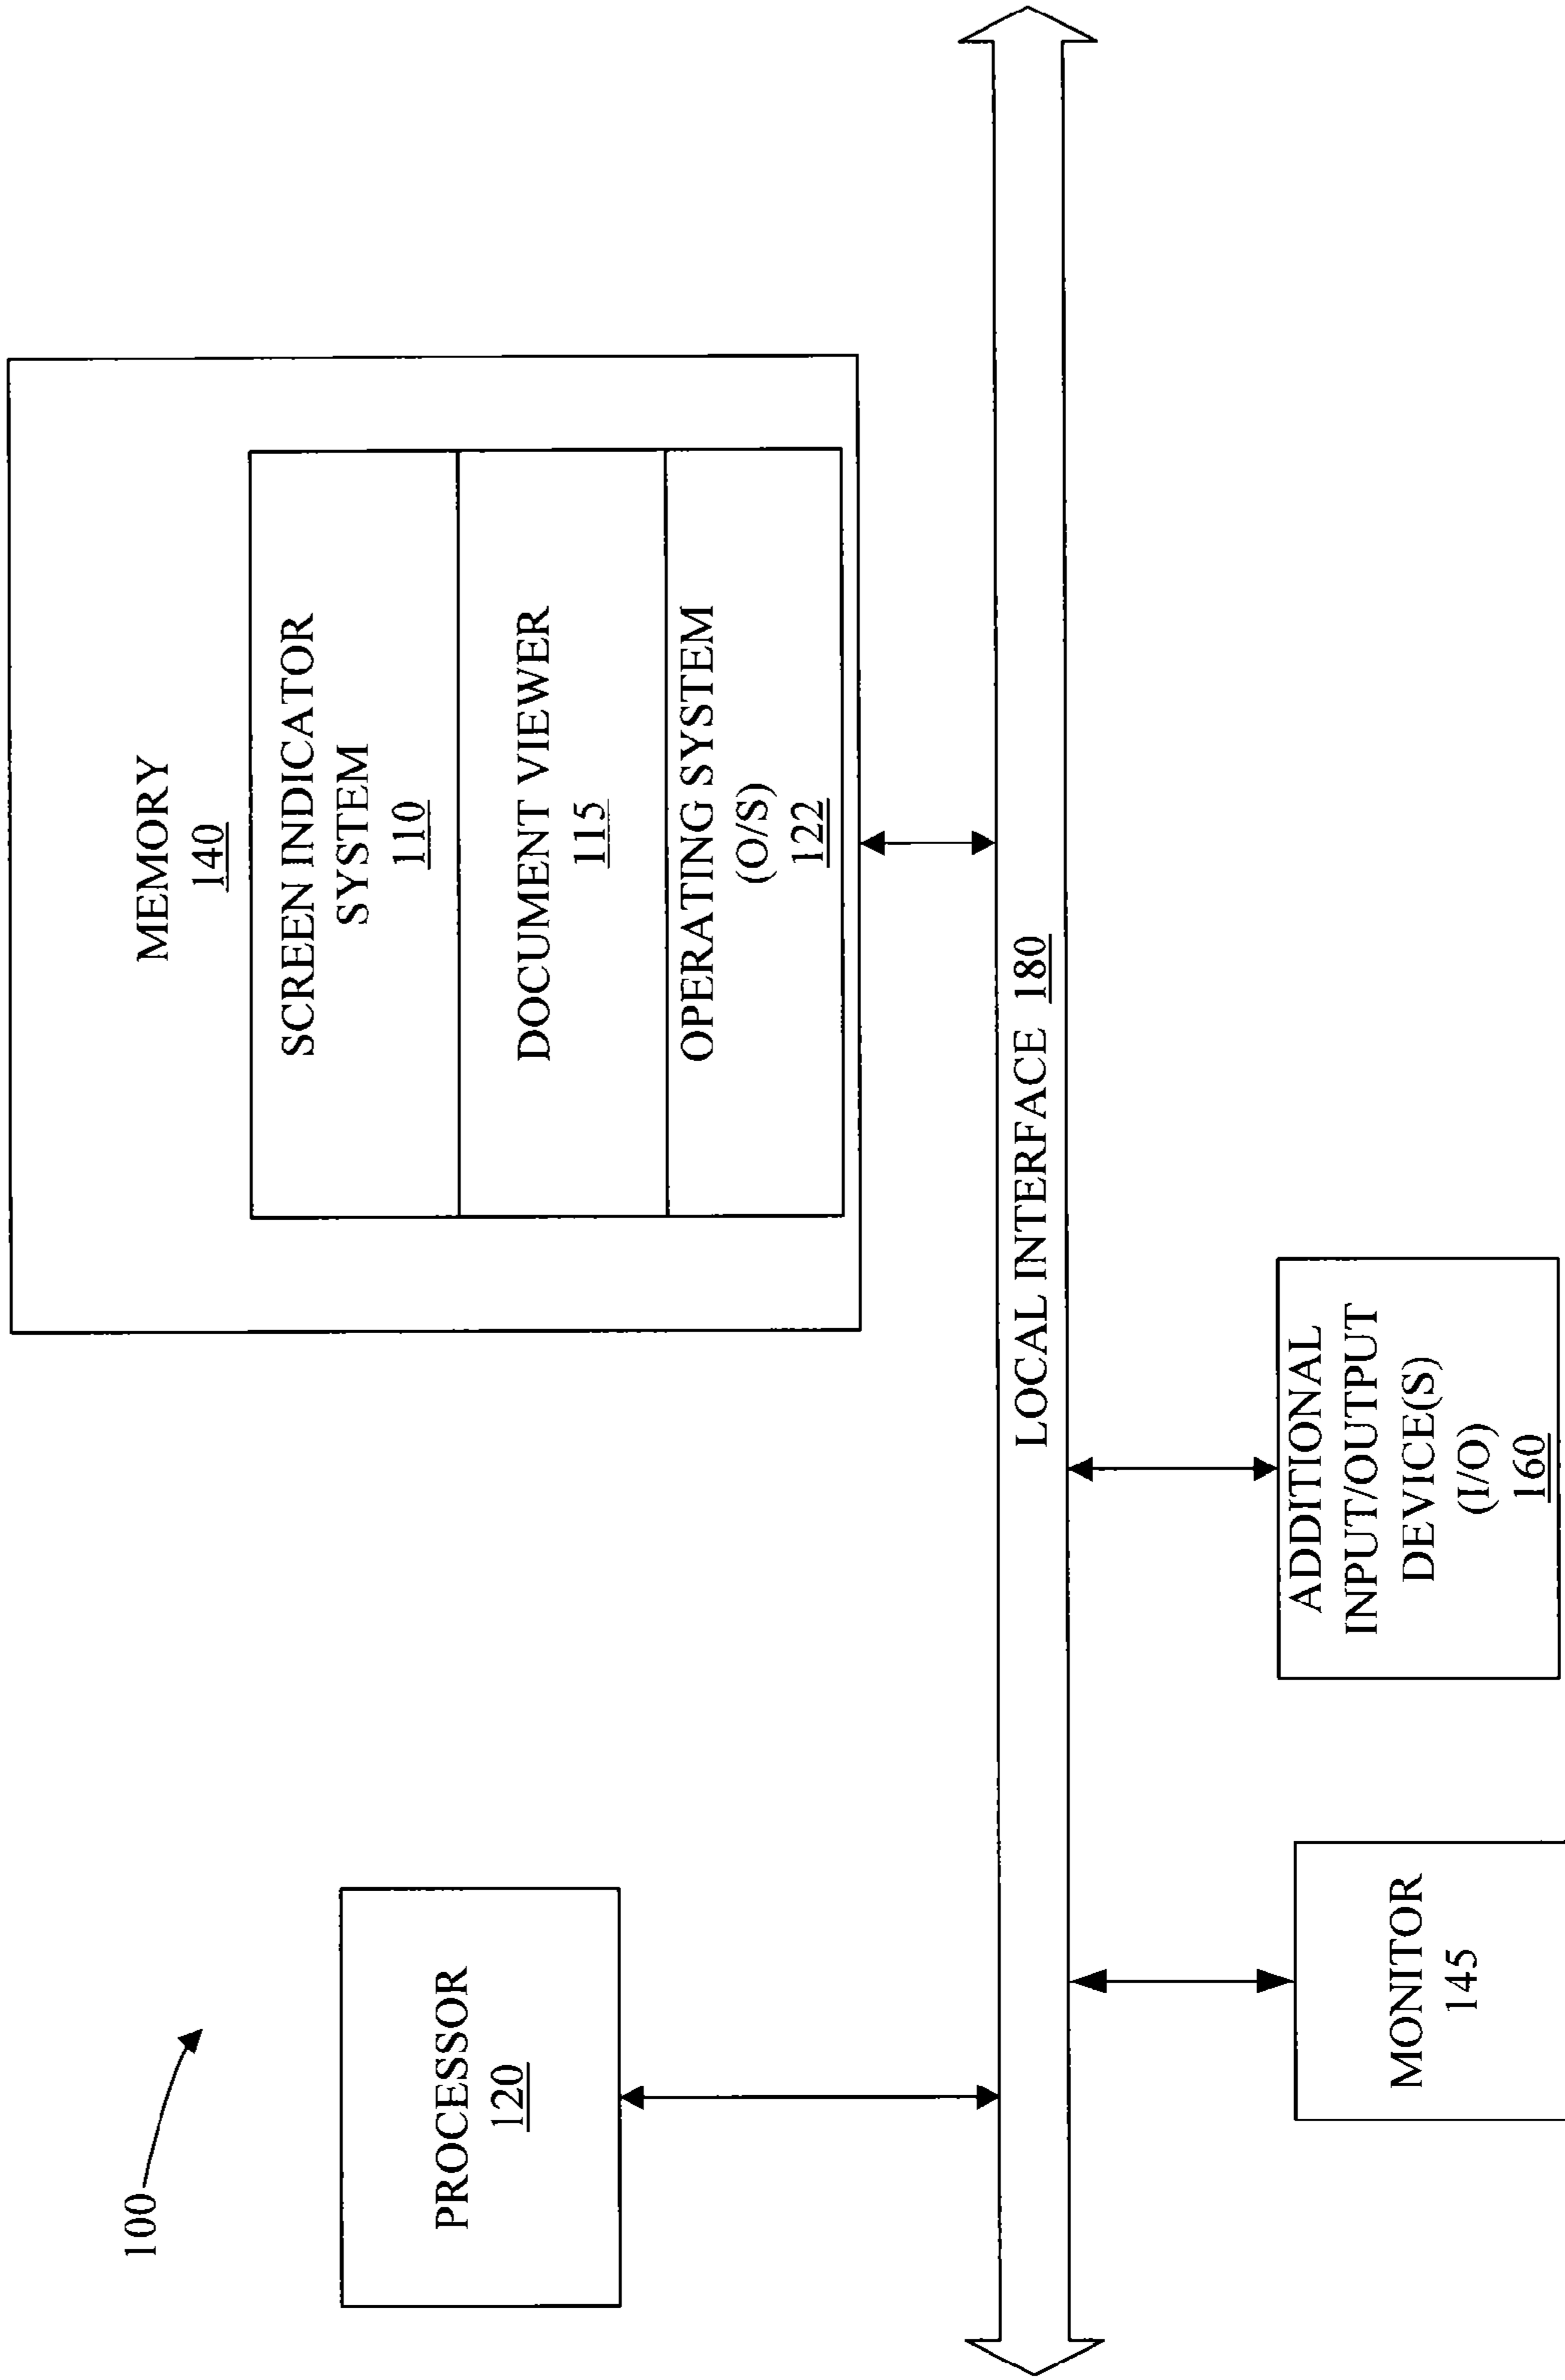 100
PROCESSOR
120
MEMORY
140
SCREEN INDICATOR
SYSTEM
110
DOCUMENT VIEWER
115
OPERATING SYSTEM
(O/S)
122
LOCAL INTERFACE 180
MONITOR
145
ADDITIONAL
INPUT/OUTPUT
DEVICE(S)
(I/O)
160